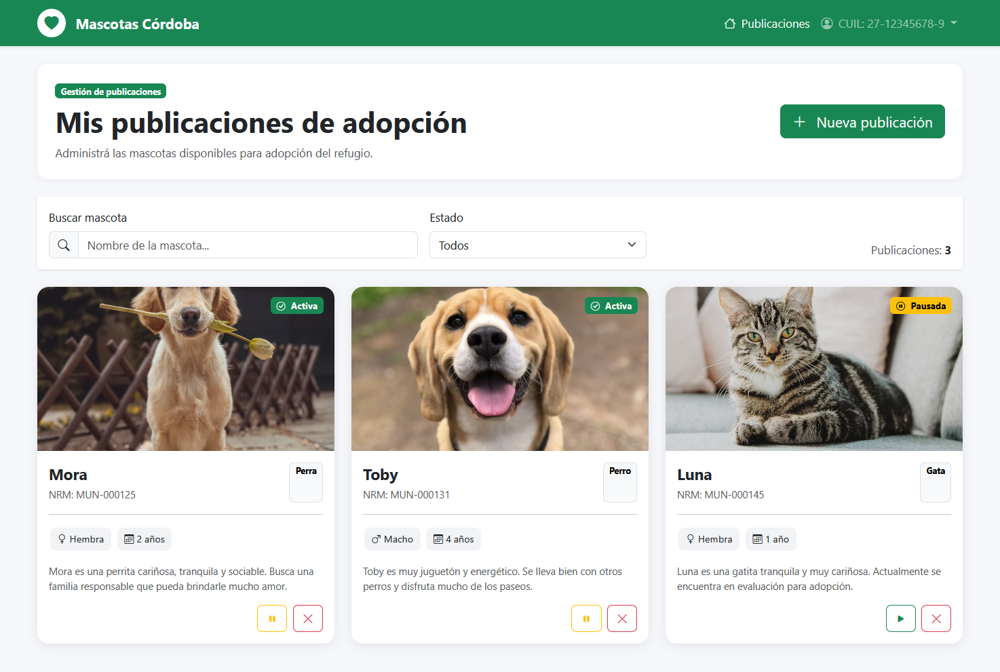 Mascotas Córdoba
Publicaciones
CUIL: 27-12345678-9
Gestión de publicaciones
Mis publicaciones de adopción
Administrá las mascotas disponibles para adopción del refugio.
Nueva publicación
Buscar mascota
Nombre de la mascota...
Estado
Todos
Publicaciones: 3
Activa
Mora
Perra
NRM: MUN-000125
Hembra
2 años
Mora es una perrita cariñosa, tranquila y sociable. Busca una
familia responsable que pueda brindarle mucho amor.
Activa
Toby
Perro
NRM: MUN-000131
Macho
4 años
Toby es muy juguetón y energético. Se lleva bien con otros
perros y disfruta mucho de los paseos.
Pausada
Luna
Gata
NRM: MUN-000145
Hembra
1 año
Luna es una gatita tranquila y muy cariñosa. Actualmente se
encuentra en evaluación para adopción.